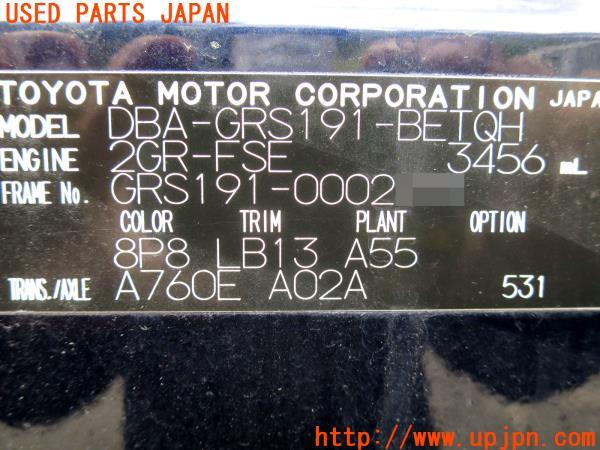 USED PARTS JAPAN
TOYOTA MOTOR CORPORATION JAPA
MODEL DBA-GRS191-BETQH
ENGINE 2GR-FSE 3456 mL
FRAME No. GRS191-0002
COLOR TRIM PLANT OPTION
8P8 LB13 A55
TRANS./AXLE A760E A02A 531
http://www.upjpn.com/